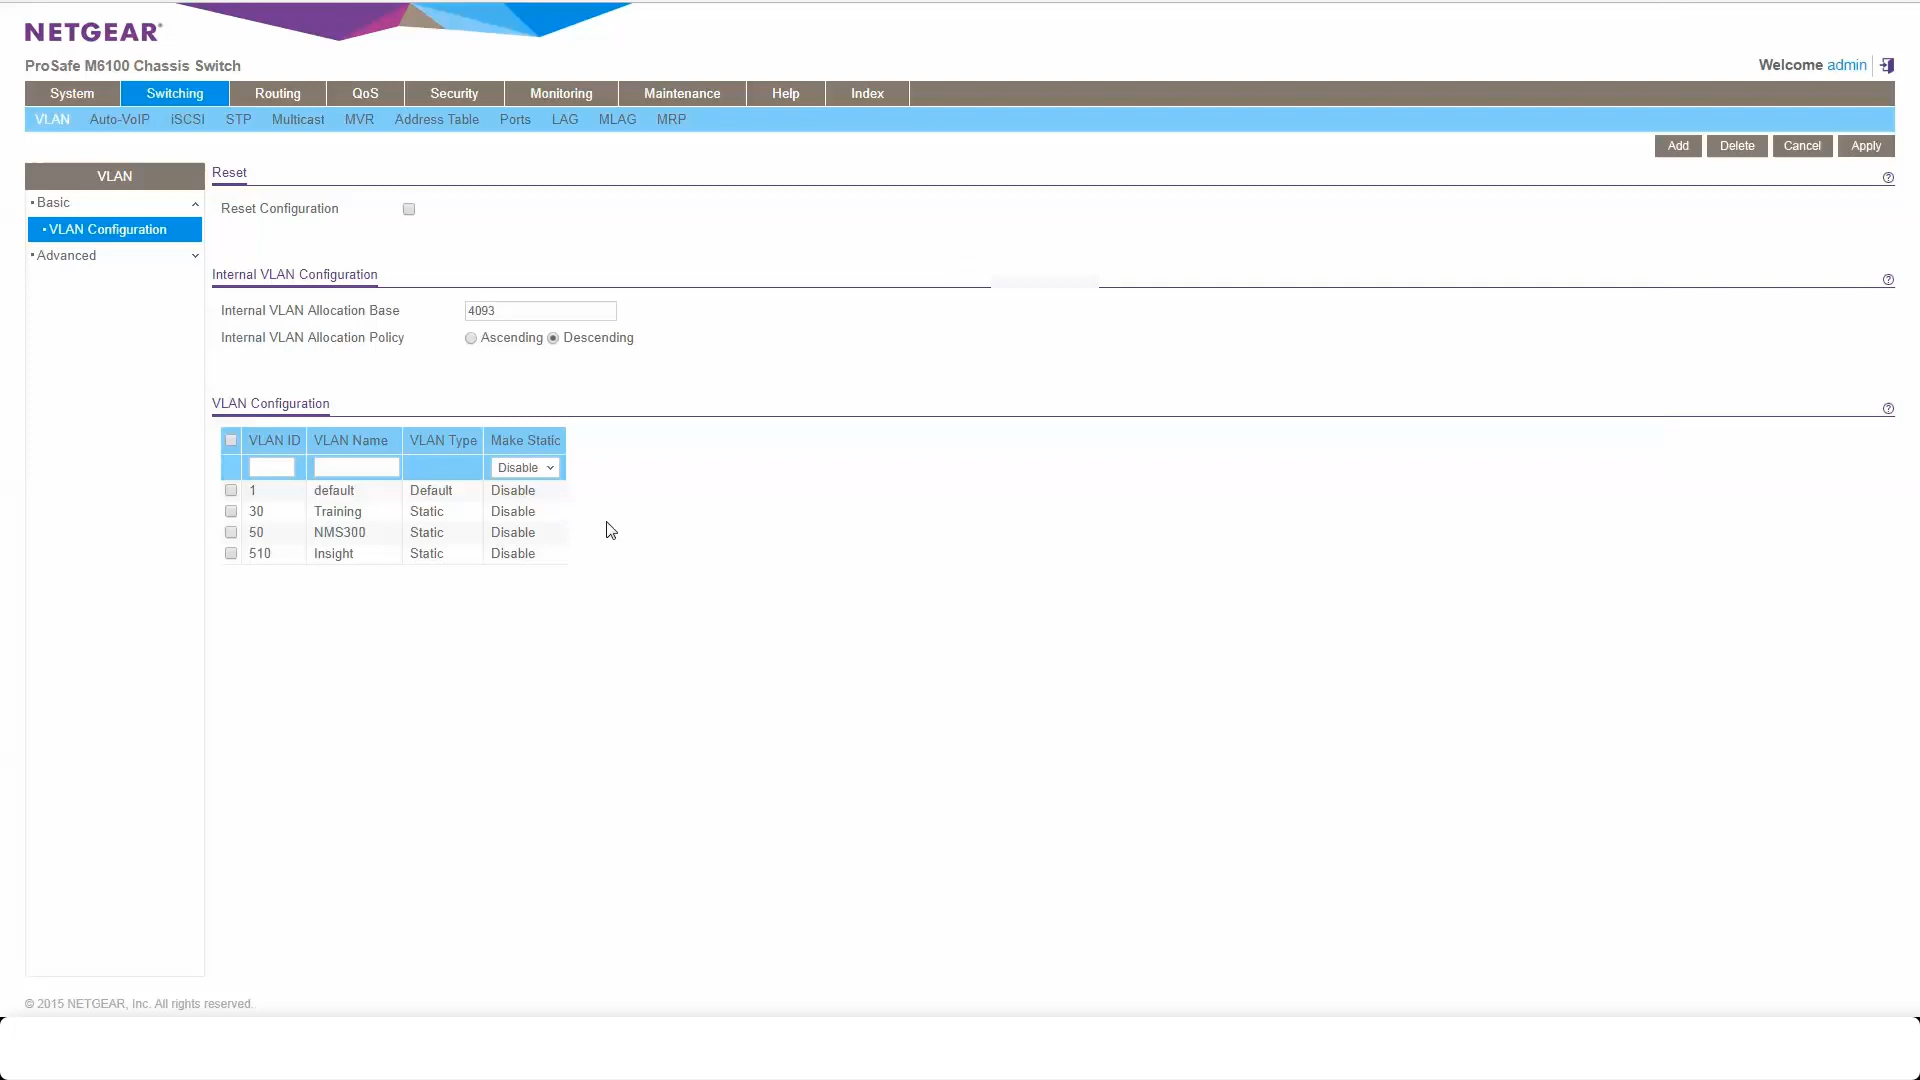 NETGEAR®
ProSafe M6100 Chassis Switch
Welcome admin
System Switching Routing QoS Security Monitoring Maintenance Help Index
VLAN Auto-VoIP iSCSI STP Multicast MVR Address Table Ports LAG MLAG MRP
Add Delete Cancel Apply
VLAN
Basic
VLAN Configuration
Advanced
Reset
Reset Configuration
Internal VLAN Configuration
Internal VLAN Allocation Base 4093
Internal VLAN Allocation Policy Ascending Descending
VLAN Configuration
VLAN ID VLAN Name VLAN Type Make Static
Disable
1 default Default Disable
30 Training Static Disable
50 NMS300 Static Disable
510 Insight Static Disable
© 2015 NETGEAR, Inc. All rights reserved.